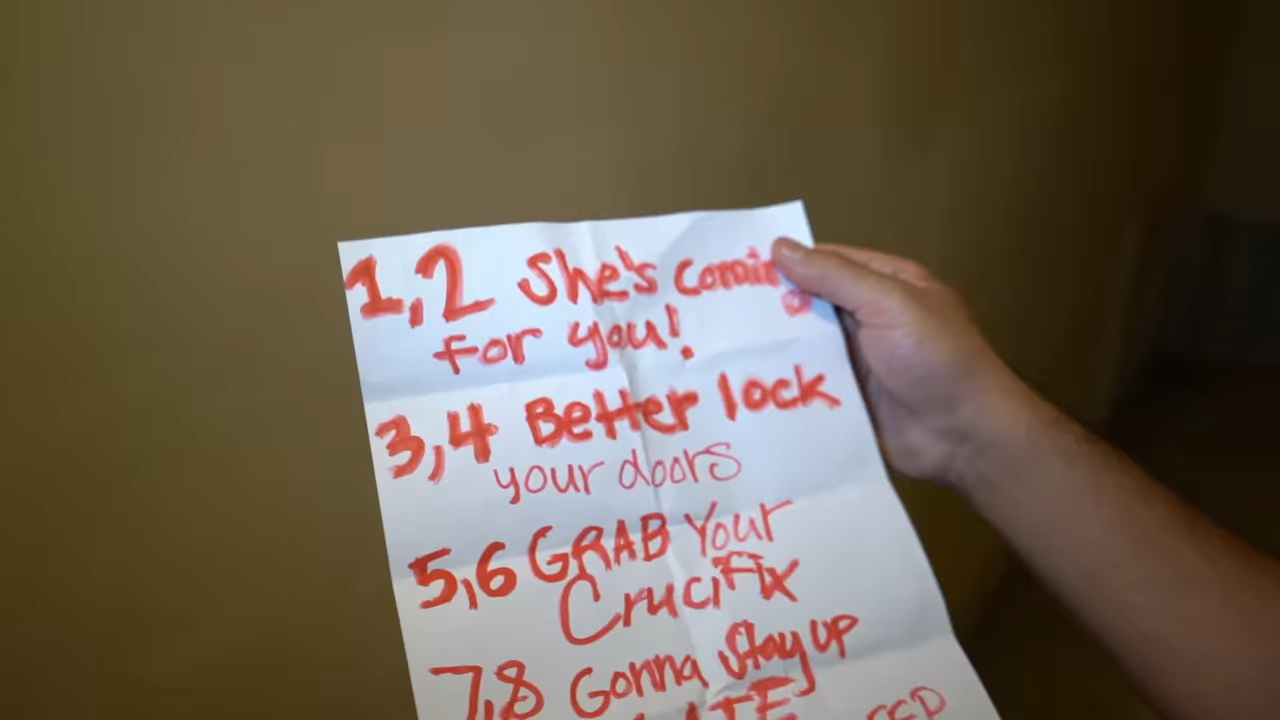 1,2 She's Comin
for you!
3,4 Better lock
your doors
5,6 GRAB Your
CruciFix
7,8 Gonna Stay up